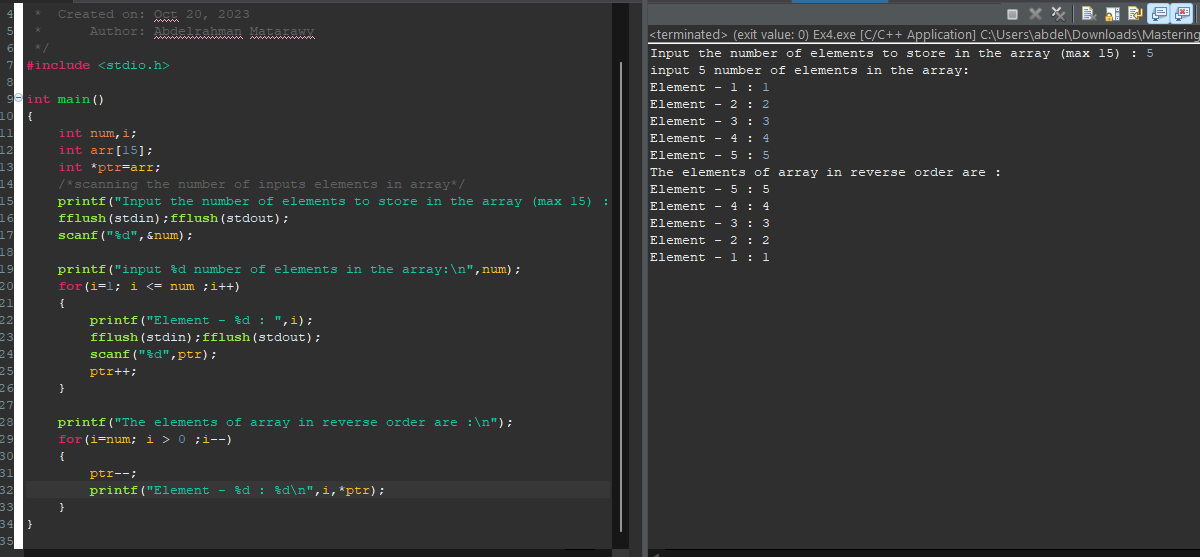 4 *  Created on: Oct 20, 2023
5 *      Author: Abdelrahman Matarawy
6 */
7 #include <stdio.h>
8
9 int main()
10 {
11     int num,i;
12     int arr[15];
13     int *ptr=arr;
14     /*scanning the number of inputs elements in array*/
15     printf("Input the number of elements to store in the array (max 15) :
16     fflush(stdin);fflush(stdout);
17     scanf("%d",&num);
18
19     printf("input %d number of elements in the array:\n",num);
20     for(i=1; i <= num ;i++)
21     {
22         printf("Element - %d : ",i);
23         fflush(stdin);fflush(stdout);
24         scanf("%d",ptr);
25         ptr++;
26     }
27
28     printf("The elements of array in reverse order are :\n");
29     for(i=num; i > 0 ;i--)
30     {
31         ptr--;
32         printf("Element - %d : %d\n",i,*ptr);
33     }
34 }
35
<terminated> (exit value: 0) Ex4.exe [C/C++ Application] C:\Users\abdel\Downloads\Mastering
Input the number of elements to store in the array (max 15) : 5
input 5 number of elements in the array:
Element - 1 : 1
Element - 2 : 2
Element - 3 : 3
Element - 4 : 4
Element - 5 : 5
The elements of array in reverse order are :
Element - 5 : 5
Element - 4 : 4
Element - 3 : 3
Element - 2 : 2
Element - 1 : 1